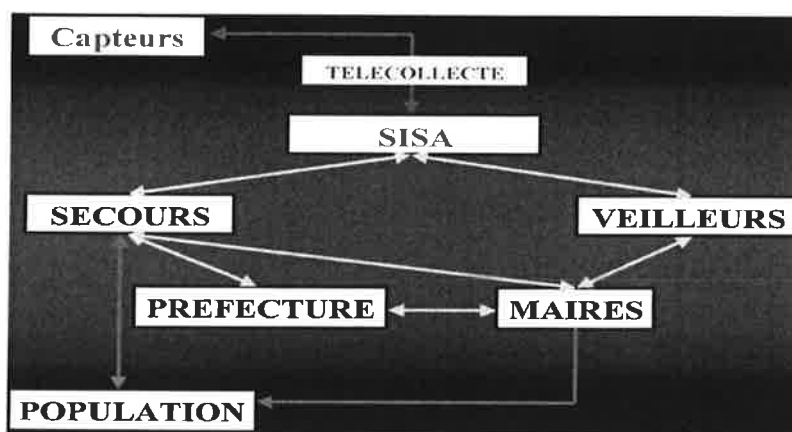 Capteurs
TELECOLLECTE
SISA
SECOURS
VEILLEURS
PREFECTURE
MAIRES
POPULATION